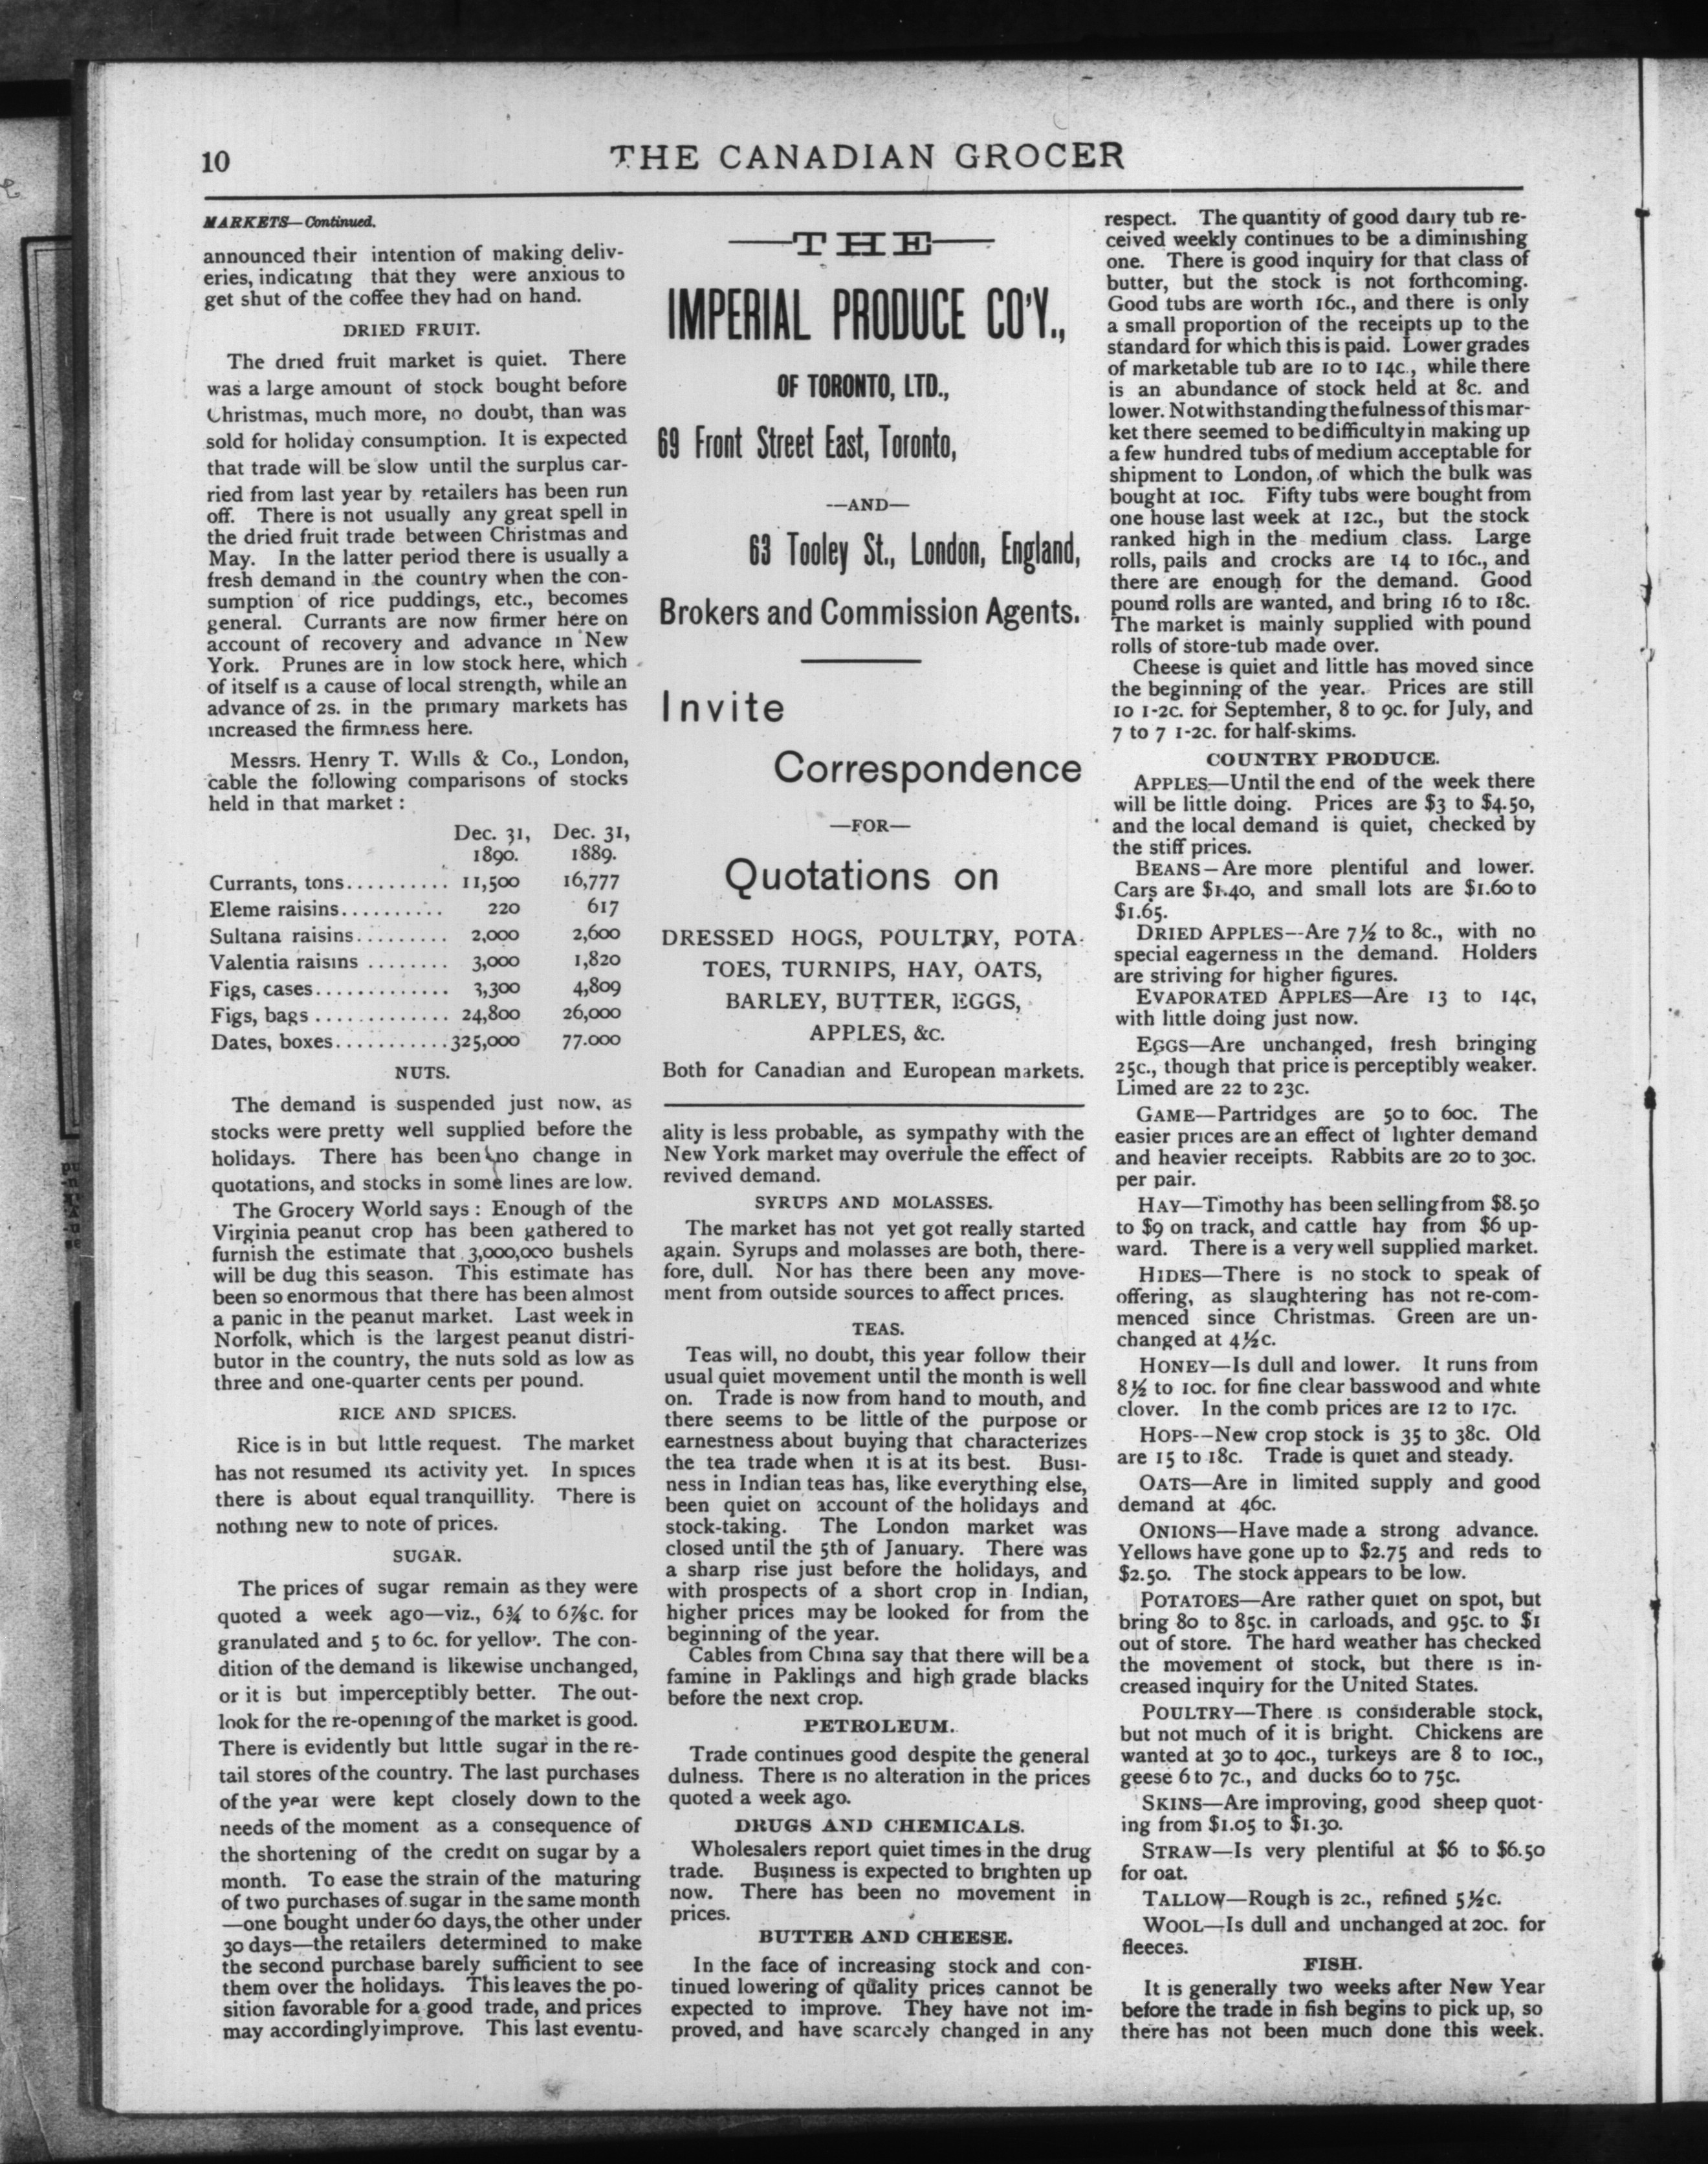 10
THE CANADIAN GROCER
MARKETS—Continued.
announced their intention of making deliv-
eries, indicating that they were anxious to
get shut of the coffee they had on hand.
DRIED FRUIT.
The dried fruit market is quiet. There
was a large amount of stock bought before
Christmas, much more, no doubt, than was
sold for holiday consumption. It is expected
that trade will be slow until the surplus car-
ried from last year by retailers has been run
off. There is not usually any great spell in
the dried fruit trade between Christmas and
May. In the latter period there is usually a
fresh demand in the country when the con-
sumption of rice puddings, etc., becomes
general. Currants are now firmer here on
account of recovery and advance in New
York. Prunes are in low stock here, which
of itself is a cause of local strength, while an
advance of 2s. in the primary markets has
increased the firmness here.
Messrs. Henry T. Wills & Co., London,
cable the following comparisons of stocks
held in that market :
Dec. 31, Dec. 31,
1890. 1889.
Currants, tons.......... 11,500 16,777
Eleme raisins.......... 220 617
Sultana raisins......... 2,000 2,600
Valentia raisins ........ 3,000 1,820
Figs, cases............. 3,300 4,809
Figs, bags ............. 24,800 26,000
Dates, boxes...........325,000 77.000
NUTS.
The demand is suspended just now, as
stocks were pretty well supplied before the
holidays. There has been no change in
quotations, and stocks in some lines are low.
The Grocery World says : Enough of the
Virginia peanut crop has been gathered to
furnish the estimate that 3,000,000 bushels
will be dug this season. This estimate has
been so enormous that there has been almost
a panic in the peanut market. Last week in
Norfolk, which is the largest peanut distri-
butor in the country, the nuts sold as low as
three and one-quarter cents per pound.
RICE AND SPICES.
Rice is in but little request. The market
has not resumed its activity yet. In spices
there is about equal tranquillity. There is
nothing new to note of prices.
SUGAR.
The prices of sugar remain as they were
quoted a week ago—viz., 6¾ to 6⅞c. for
granulated and 5 to 6c. for yellow. The con-
dition of the demand is likewise unchanged,
or it is but imperceptibly better. The out-
look for the re-opening of the market is good.
There is evidently but little sugar in the re-
tail stores of the country. The last purchases
of the year were kept closely down to the
needs of the moment as a consequence of
the shortening of the credit on sugar by a
month. To ease the strain of the maturing
of two purchases of sugar in the same month
—one bought under 60 days, the other under
30 days—the retailers determined to make
the second purchase barely sufficient to see
them over the holidays. This leaves the po-
sition favorable for a good trade, and prices
may accordingly improve. This last eventu-
THE
IMPERIAL PRODUCE CO'Y.,
OF TORONTO, LTD.,
69 Front Street East, Toronto,
—AND—
63 Tooley St., London, England,
Brokers and Commission Agents.
Invite
Correspondence
—FOR—
Quotations on
DRESSED HOGS, POULTRY, POTA-
TOES, TURNIPS, HAY, OATS,
BARLEY, BUTTER, EGGS,
APPLES, &c.
Both for Canadian and European markets.
ality is less probable, as sympathy with the
New York market may overrule the effect of
revived demand.
SYRUPS AND MOLASSES.
The market has not yet got really started
again. Syrups and molasses are both, there-
fore, dull. Nor has there been any move-
ment from outside sources to affect prices.
TEAS.
Teas will, no doubt, this year follow their
usual quiet movement until the month is well
on. Trade is now from hand to mouth, and
there seems to be little of the purpose or
earnestness about buying that characterizes
the tea trade when it is at its best. Busi-
ness in Indian teas has, like everything else,
been quiet on account of the holidays and
stock-taking. The London market was
closed until the 5th of January. There was
a sharp rise just before the holidays, and
with prospects of a short crop in Indian,
higher prices may be looked for from the
beginning of the year.
Cables from China say that there will be a
famine in Paklings and high grade blacks
before the next crop.
PETROLEUM.
Trade continues good despite the general
dulness. There is no alteration in the prices
quoted a week ago.
DRUGS AND CHEMICALS.
Wholesalers report quiet times in the drug
trade. Business is expected to brighten up
now. There has been no movement in
prices.
BUTTER AND CHEESE.
In the face of increasing stock and con-
tinued lowering of quality prices cannot be
expected to improve. They have not im-
proved, and have scarcely changed in any
respect. The quantity of good dairy tub re-
ceived weekly continues to be a diminishing
one. There is good inquiry for that class of
butter, but the stock is not forthcoming.
Good tubs are worth 16c., and there is only
a small proportion of the receipts up to the
standard for which this is paid. Lower grades
of marketable tub are 10 to 14c., while there
is an abundance of stock held at 8c. and
lower. Notwithstanding the fulness of this mar-
ket there seemed to be difficulty in making up
a few hundred tubs of medium acceptable for
shipment to London, of which the bulk was
bought at 10c. Fifty tubs were bought from
one house last week at 12c., but the stock
ranked high in the medium class. Large
rolls, pails and crocks are 14 to 16c., and
there are enough for the demand. Good
pound rolls are wanted, and bring 16 to 18c.
The market is mainly supplied with pound
rolls of store-tub made over.
Cheese is quiet and little has moved since
the beginning of the year. Prices are still
10 1-2c. for September, 8 to 9c. for July, and
7 to 7 1-2c. for half-skims.
COUNTRY PRODUCE.
APPLES—Until the end of the week there
will be little doing. Prices are $3 to $4.50,
and the local demand is quiet, checked by
the stiff prices.
BEANS—Are more plentiful and lower.
Cars are $1.40, and small lots are $1.60 to
$1.65.
DRIED APPLES--Are 7½ to 8c., with no
special eagerness in the demand. Holders
are striving for higher figures.
EVAPORATED APPLES—Are 13 to 14c,
with little doing just now.
EGGS—Are unchanged, fresh bringing
25c., though that price is perceptibly weaker.
Limed are 22 to 23c.
GAME—Partridges are 50 to 60c. The
easier prices are an effect of lighter demand
and heavier receipts. Rabbits are 20 to 30c.
per pair.
HAY—Timothy has been selling from $8.50
to $9 on track, and cattle hay from $6 up-
ward. There is a very well supplied market.
HIDES—There is no stock to speak of
offering, as slaughtering has not re-com-
menced since Christmas. Green are un-
changed at 4½c.
HONEY—Is dull and lower. It runs from
8½ to 10c. for fine clear basswood and white
clover. In the comb prices are 12 to 17c.
HOPS--New crop stock is 35 to 38c. Old
are 15 to 18c. Trade is quiet and steady.
OATS—Are in limited supply and good
demand at 46c.
ONIONS—Have made a strong advance.
Yellows have gone up to $2.75 and reds to
$2.50. The stock appears to be low.
POTATOES—Are rather quiet on spot, but
bring 80 to 85c. in carloads, and 95c. to $1
out of store. The hard weather has checked
the movement of stock, but there is in-
creased inquiry for the United States.
POULTRY—There is considerable stock,
but not much of it is bright. Chickens are
wanted at 30 to 40c., turkeys are 8 to 10c.,
geese 6 to 7c., and ducks 60 to 75c.
SKINS—Are improving, good sheep quot-
ing from $1.05 to $1.30.
STRAW—Is very plentiful at $6 to $6.50
for oat.
TALLOW—Rough is 2c., refined 5½c.
WOOL—Is dull and unchanged at 20c. for
fleeces.
FISH.
It is generally two weeks after New Year
before the trade in fish begins to pick up, so
there has not been much done this week.